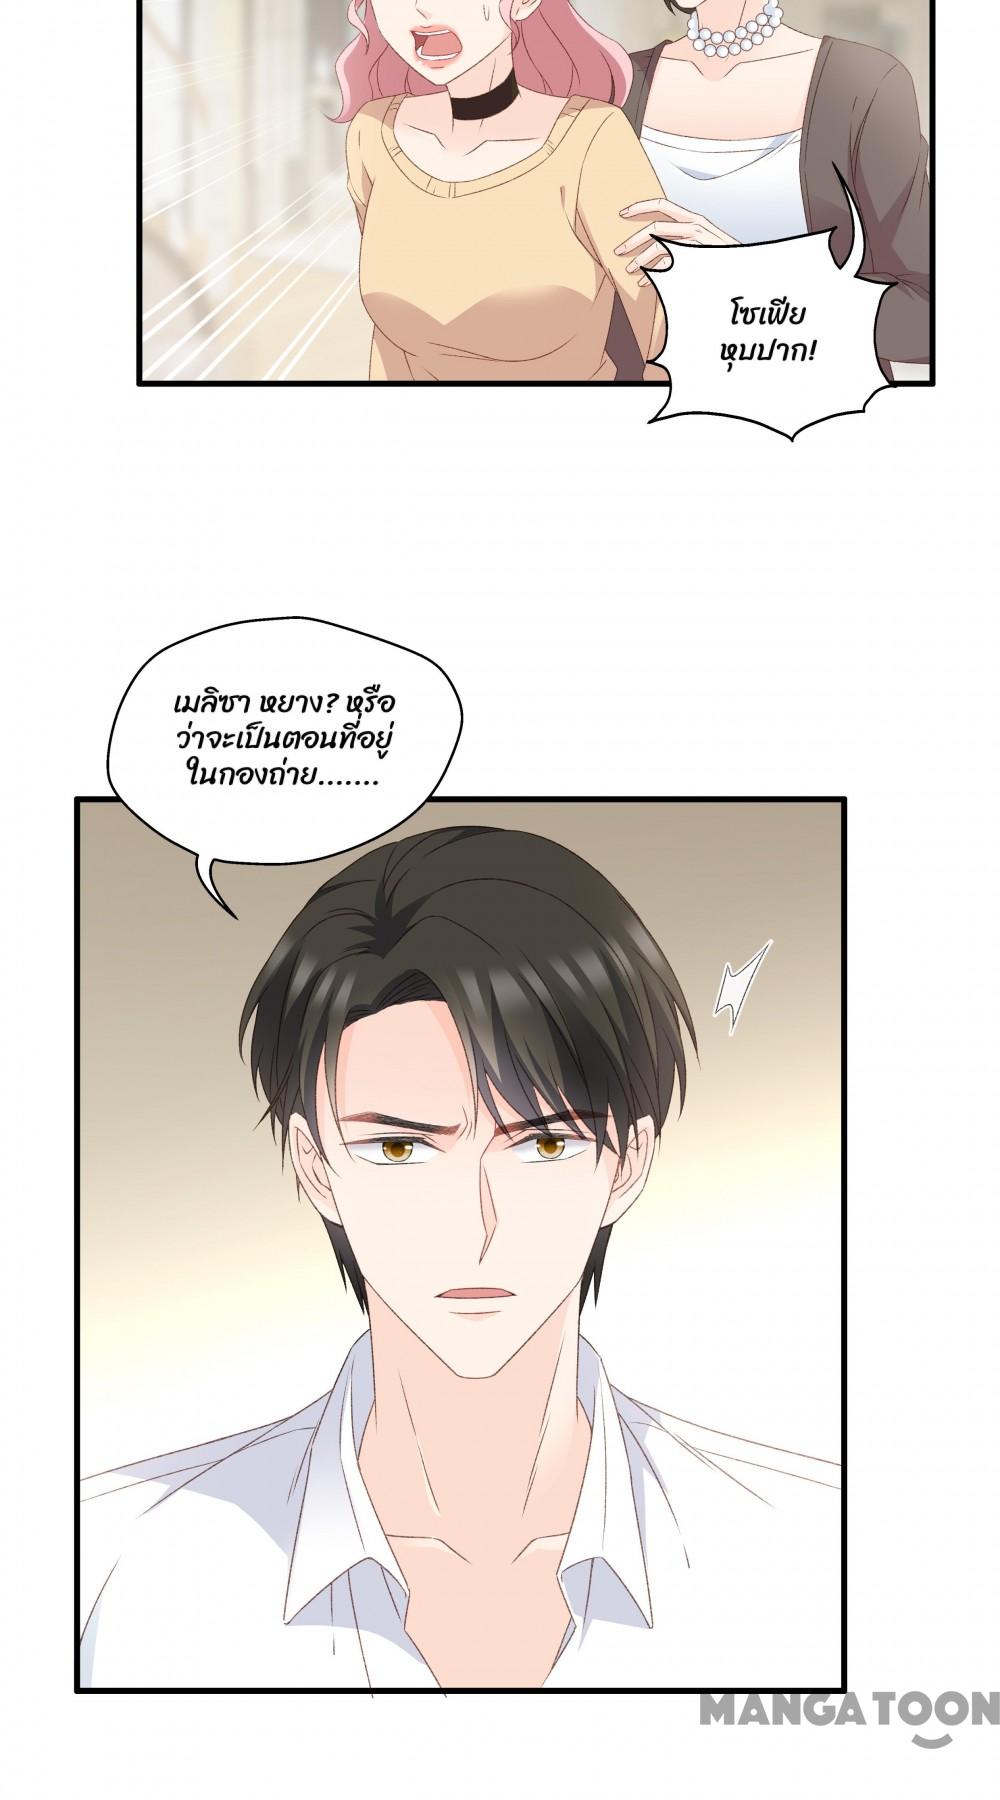 โซเฟีย
หุบปาก!
เมลิซา หยาง? หรือ
ว่าจะเป็นตอนที่อยู่
ในกองถ่าย.......
MANGATOON